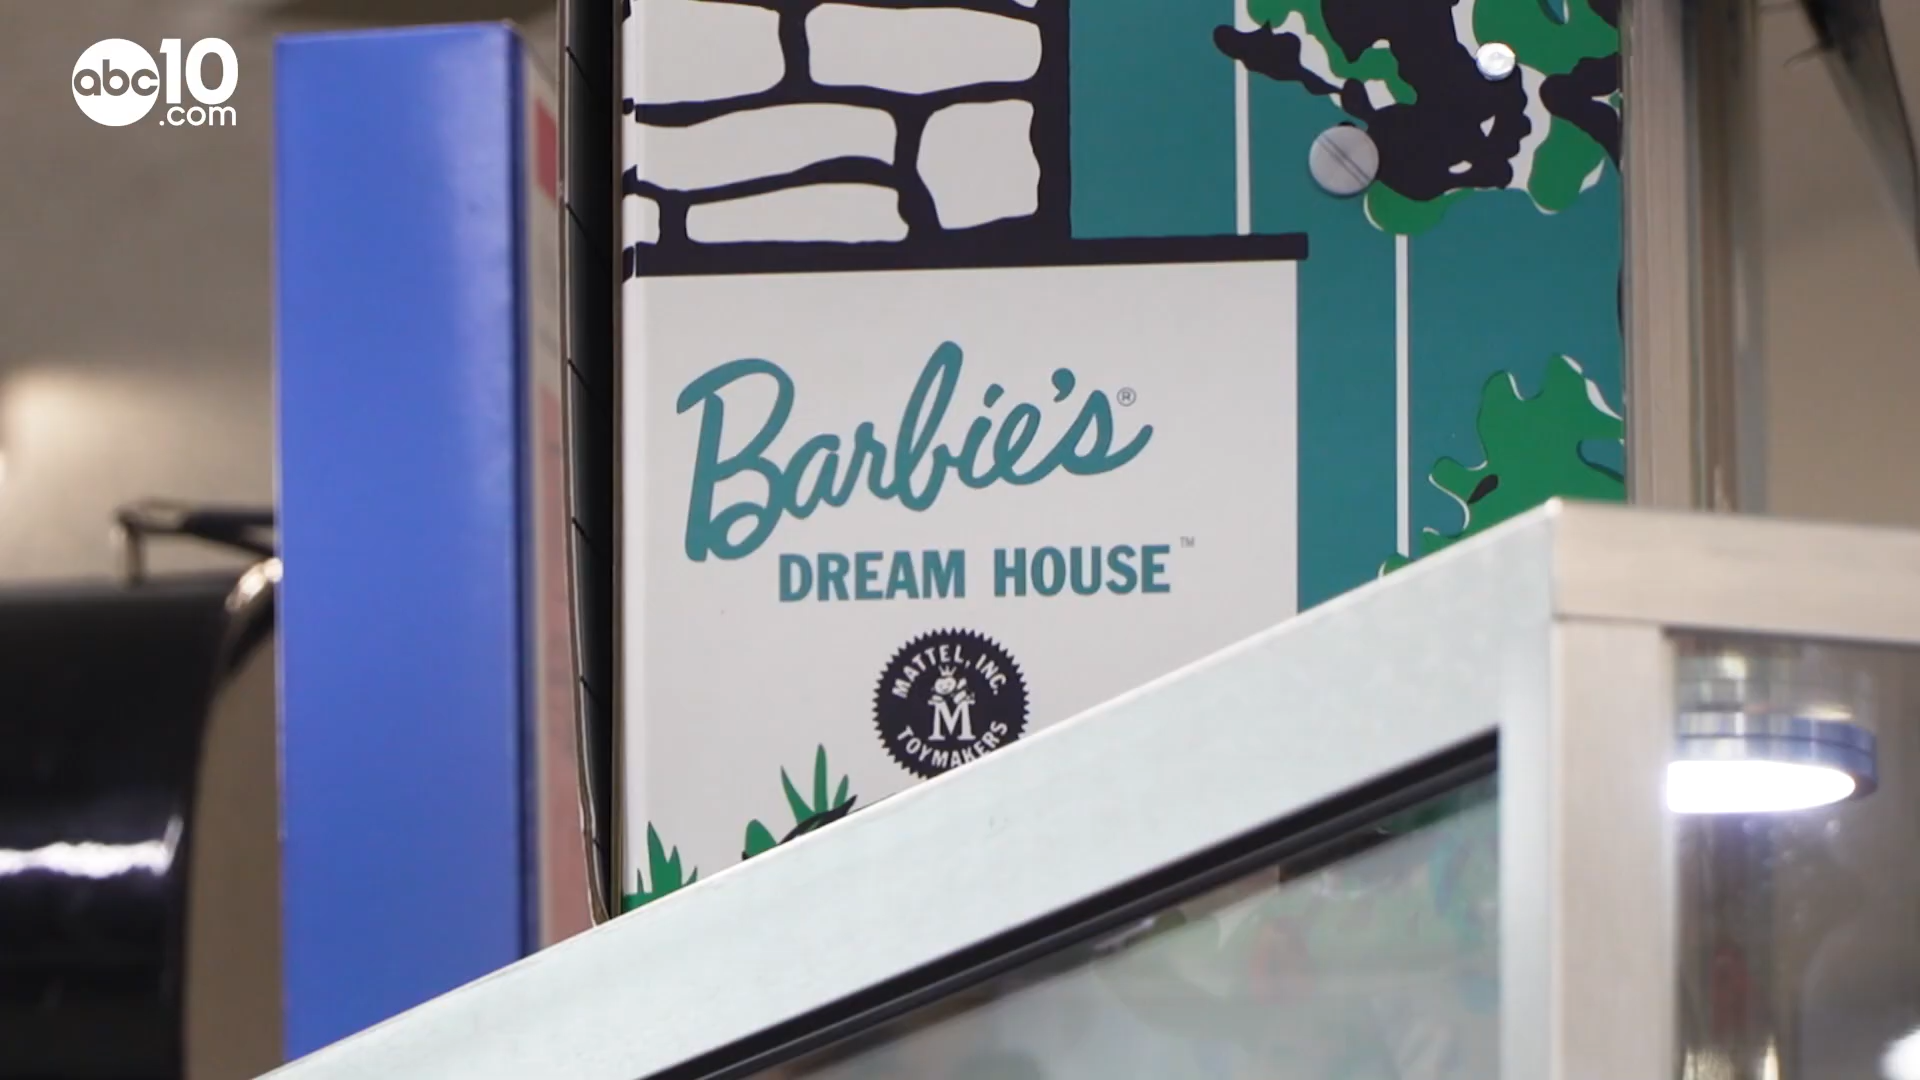 abc10
.com
Barbie's®
DREAM HOUSE™
MATTEL, INC.
M
TOYMAKERS